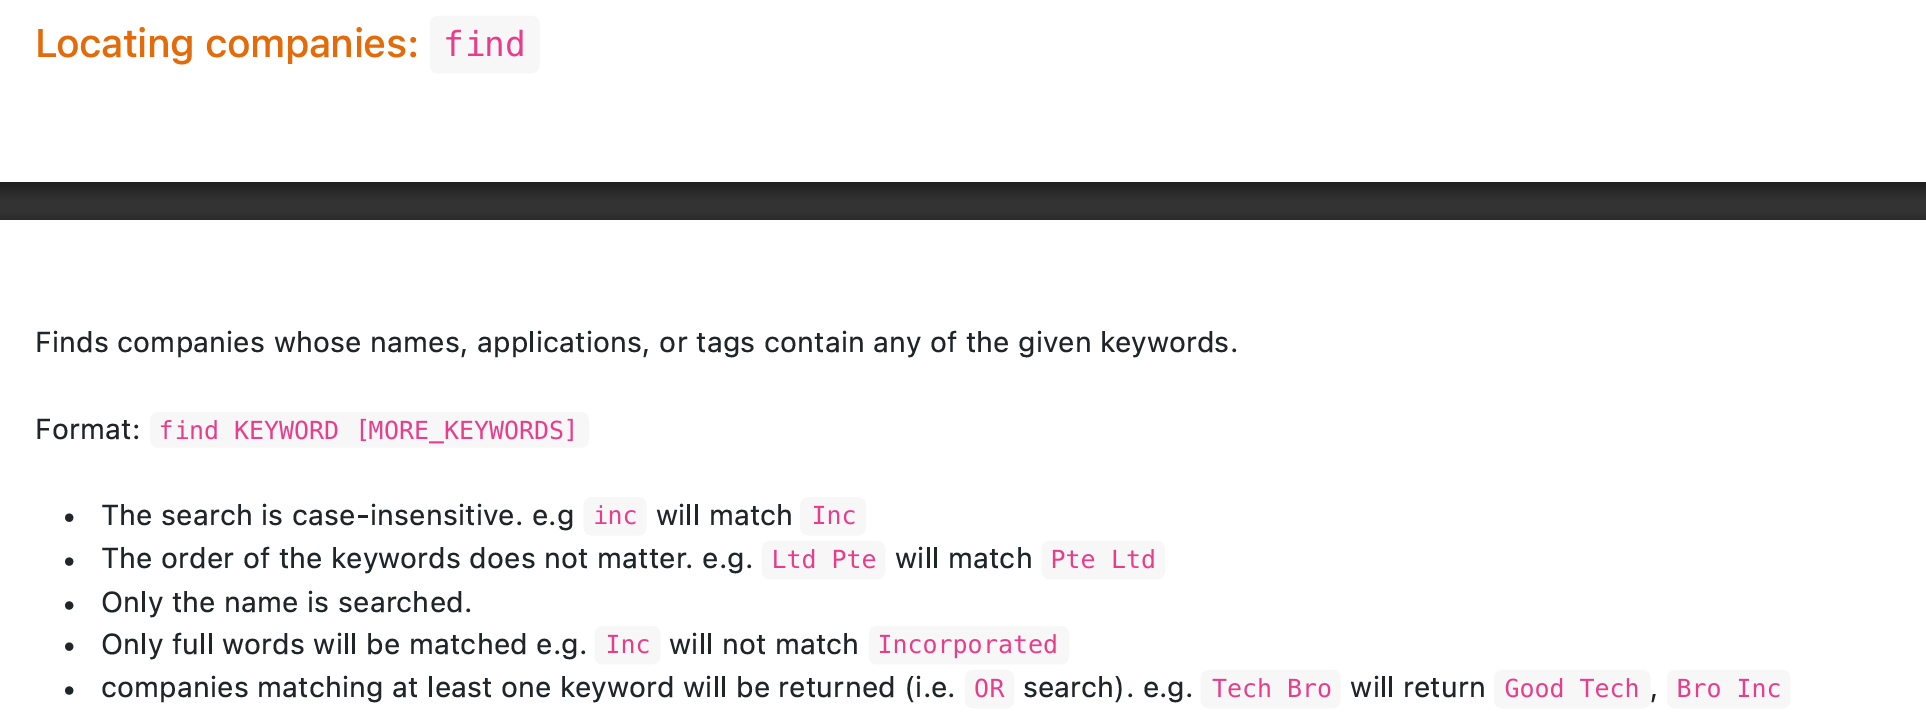 Locating companies: find
Finds companies whose names, applications, or tags contain any of the given keywords.
Format: find KEYWORD [MORE_KEYWORDS]
• The search is case-insensitive. e.g inc will match Inc
• The order of the keywords does not matter. e.g. Ltd Pte will match Pte Ltd
• Only the name is searched.
• Only full words will be matched e.g. Inc will not match Incorporated
• companies matching at least one keyword will be returned (i.e. OR search). e.g. Tech Bro will return Good Tech, Bro Inc